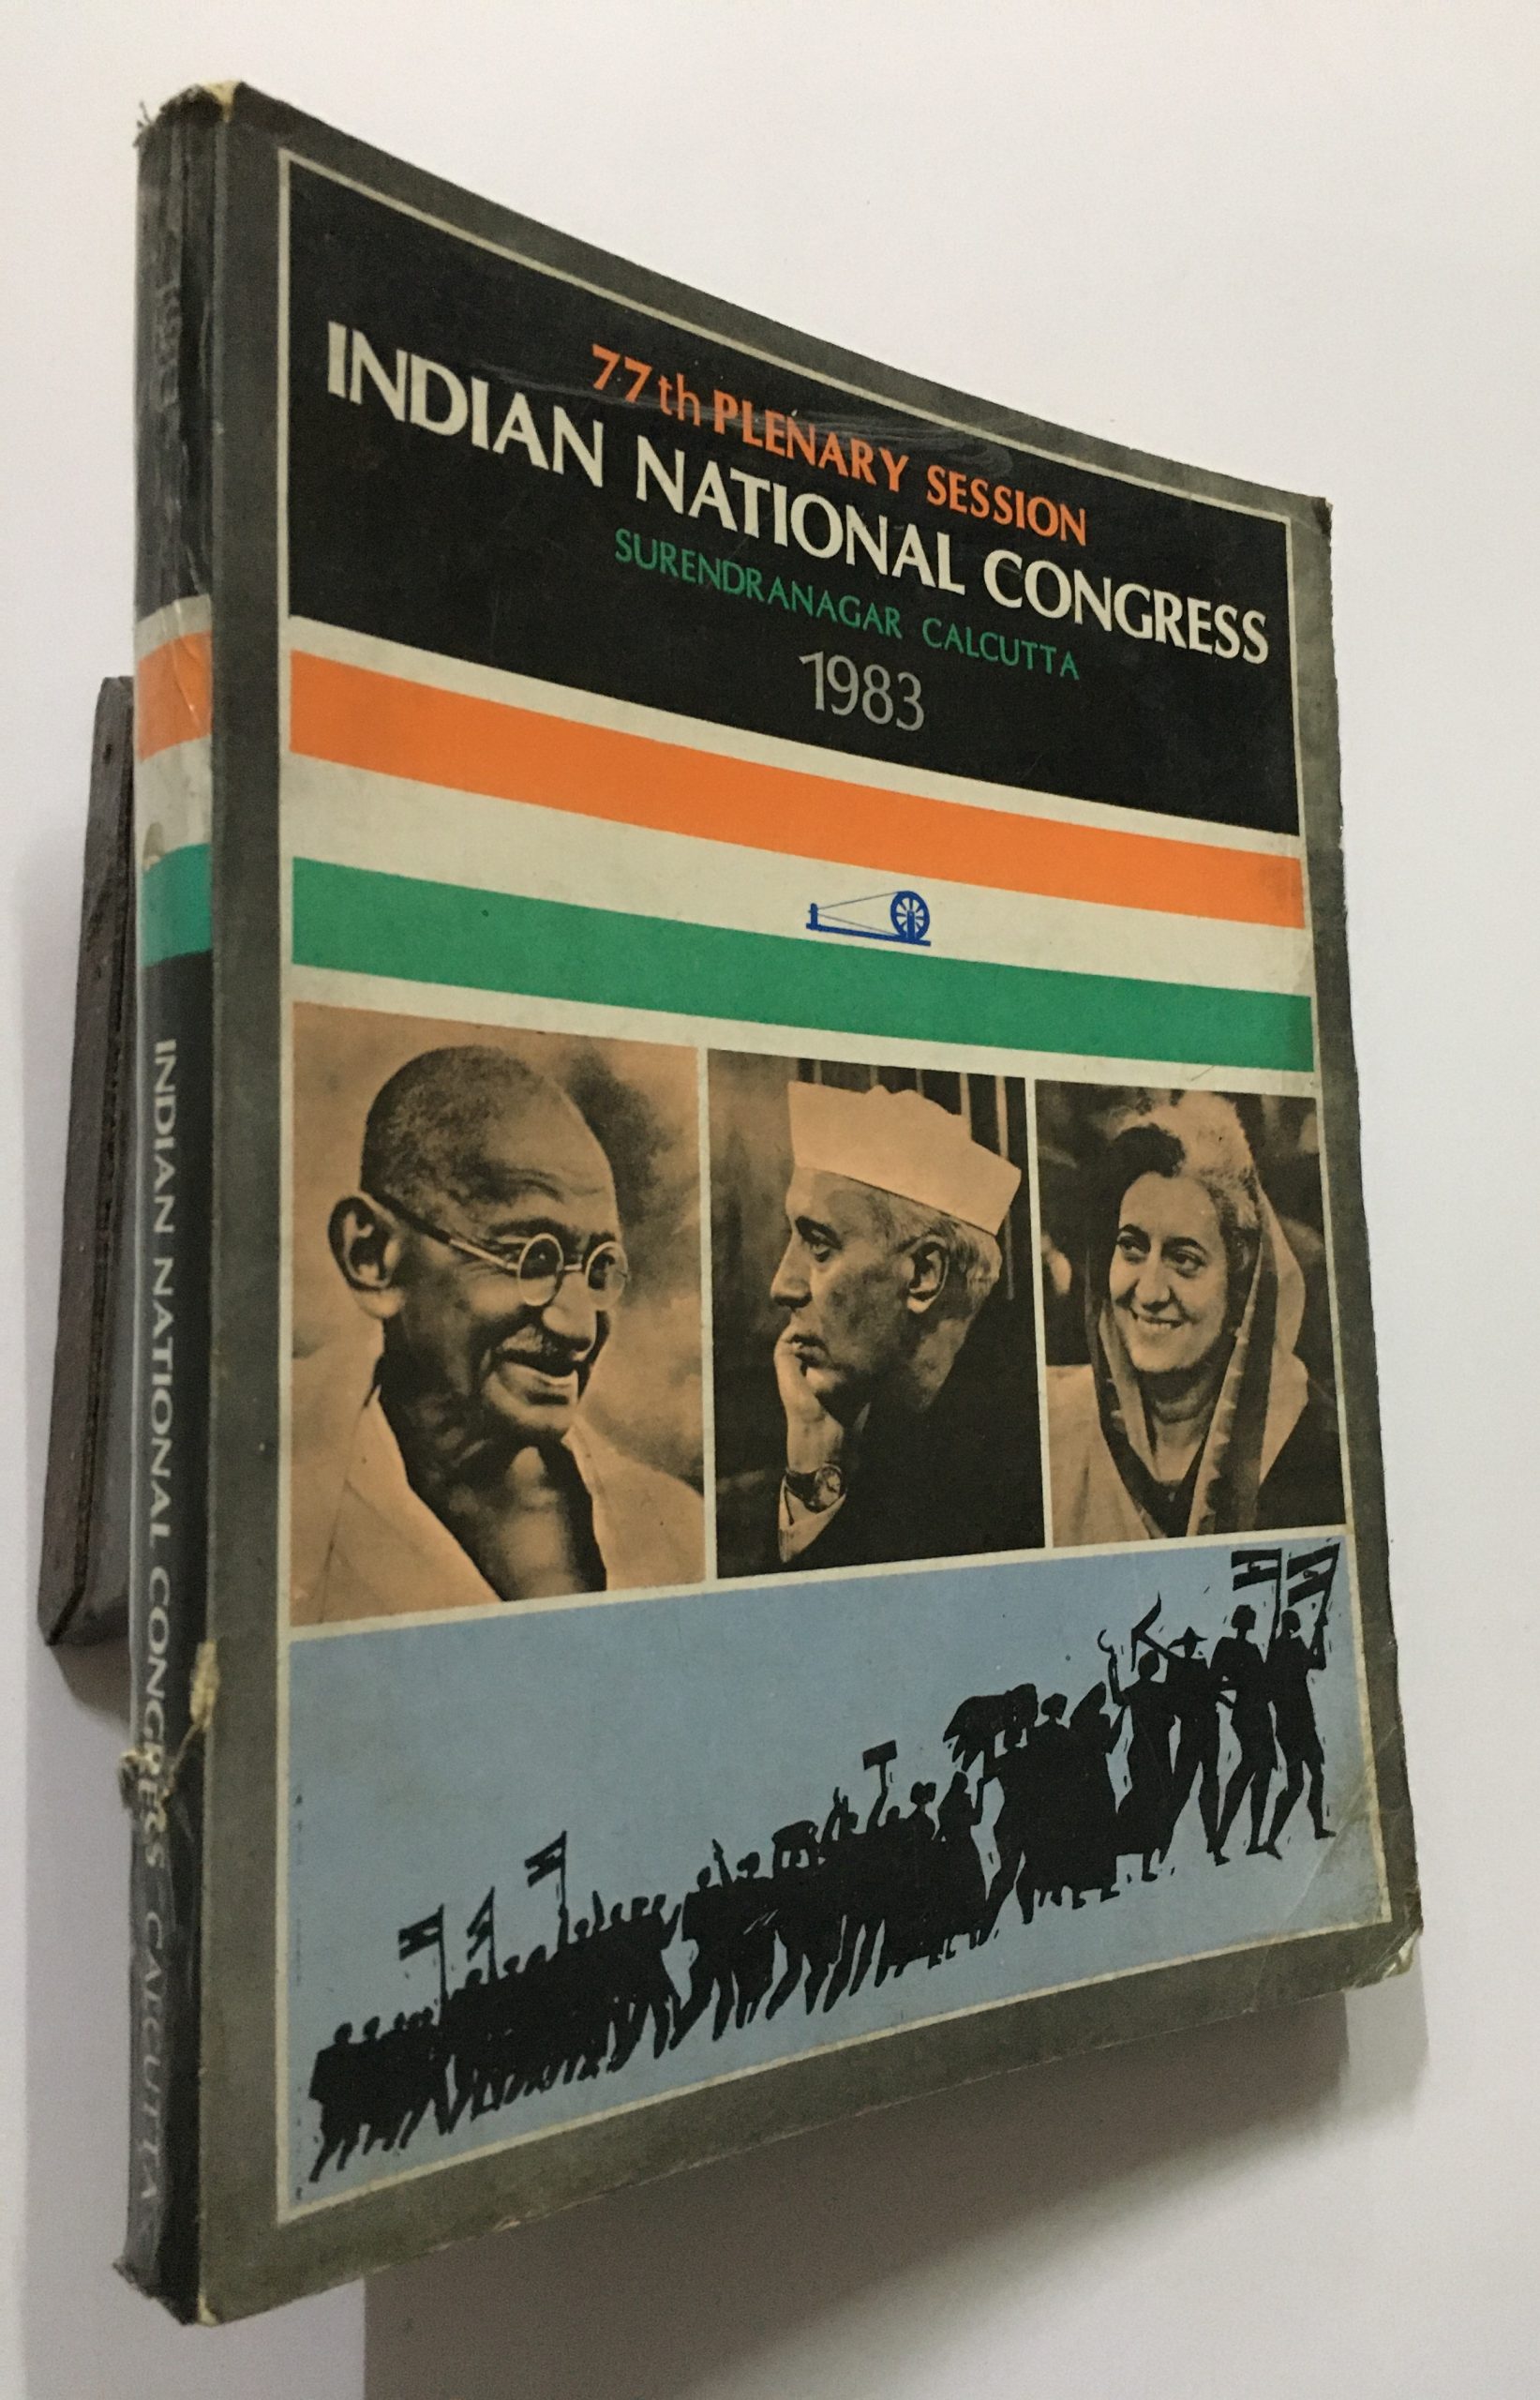 77th PLENARY SESSION
INDIAN NATIONAL CONGRESS
SURENDRANAGAR CALCUTTA
1983
INDIAN NATIONAL CONGRESS CALCUTTA